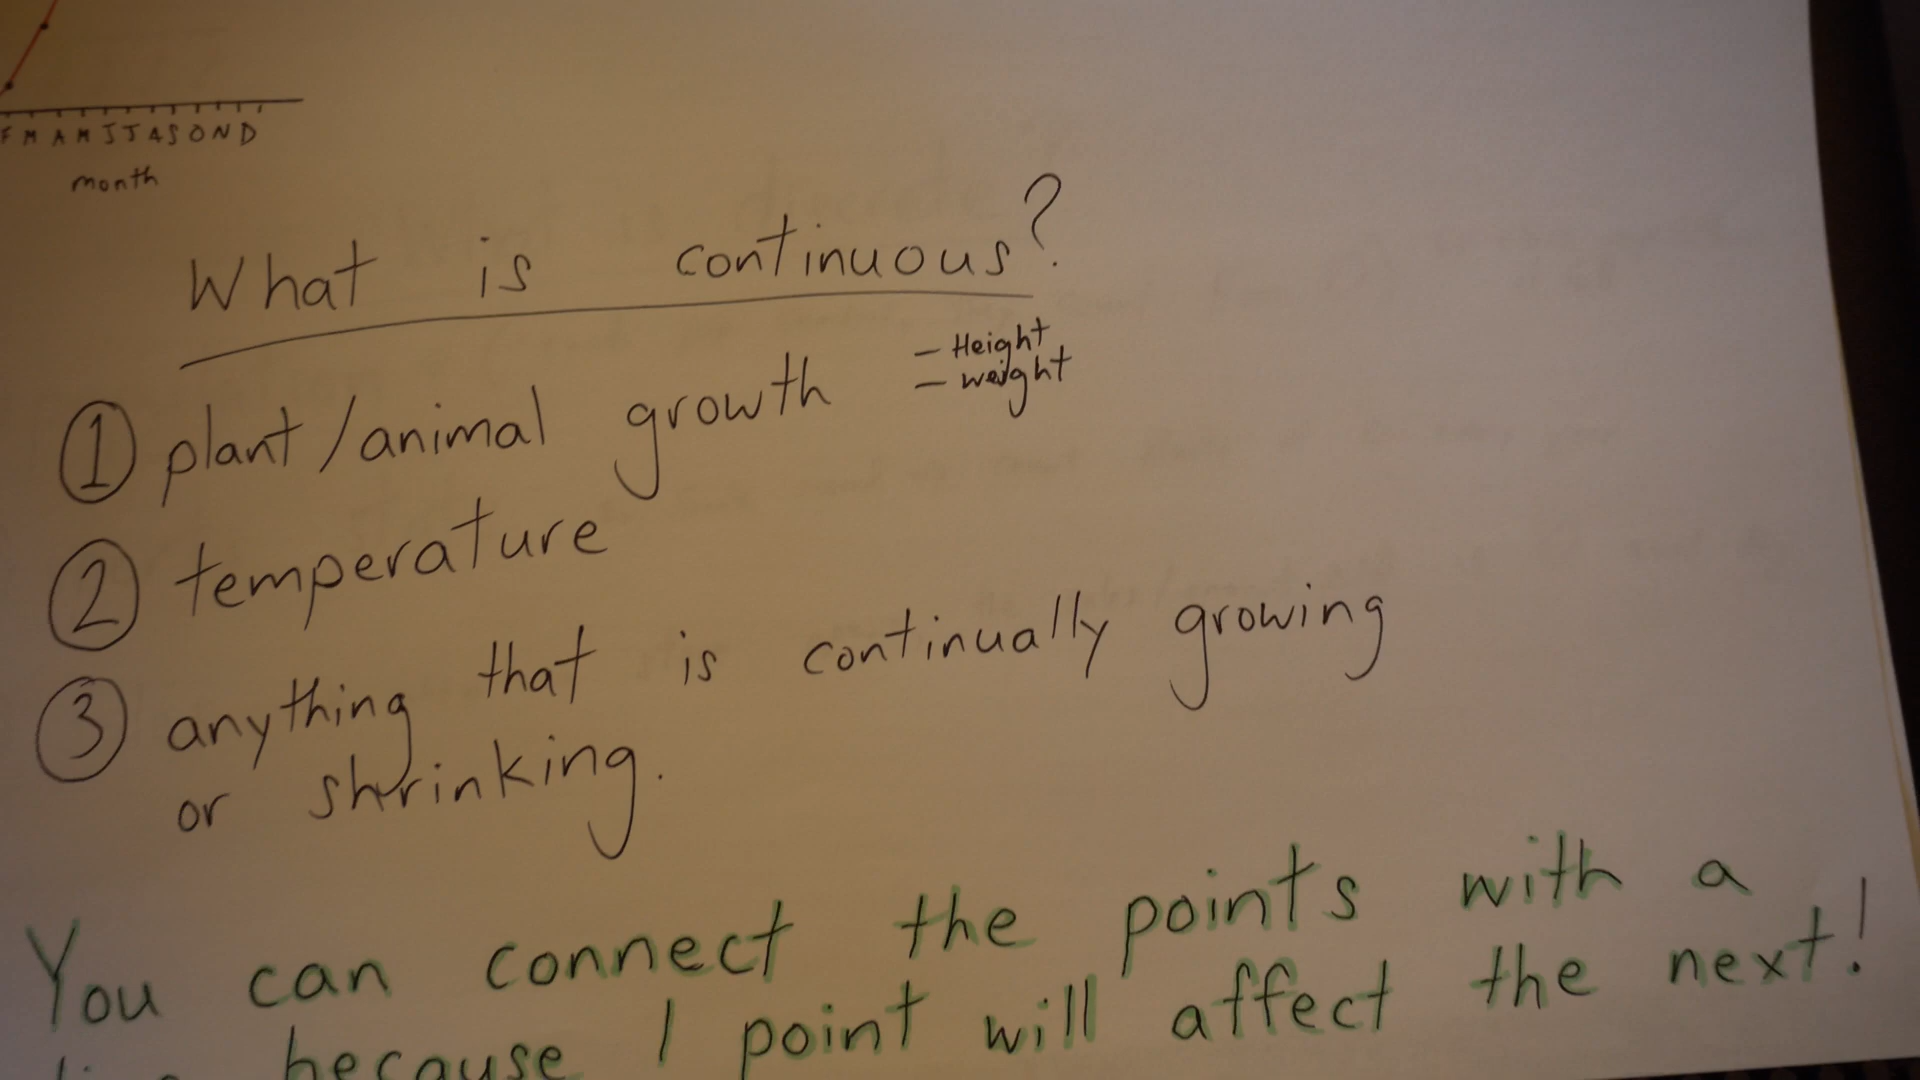 F M A M J J A S O N D
month
What is continuous?
① plant/animal growth
- Height
- weight
② temperature
③ anything that is continually growing
or shrinking.
You can connect the points with a
because 1 point will affect the next!